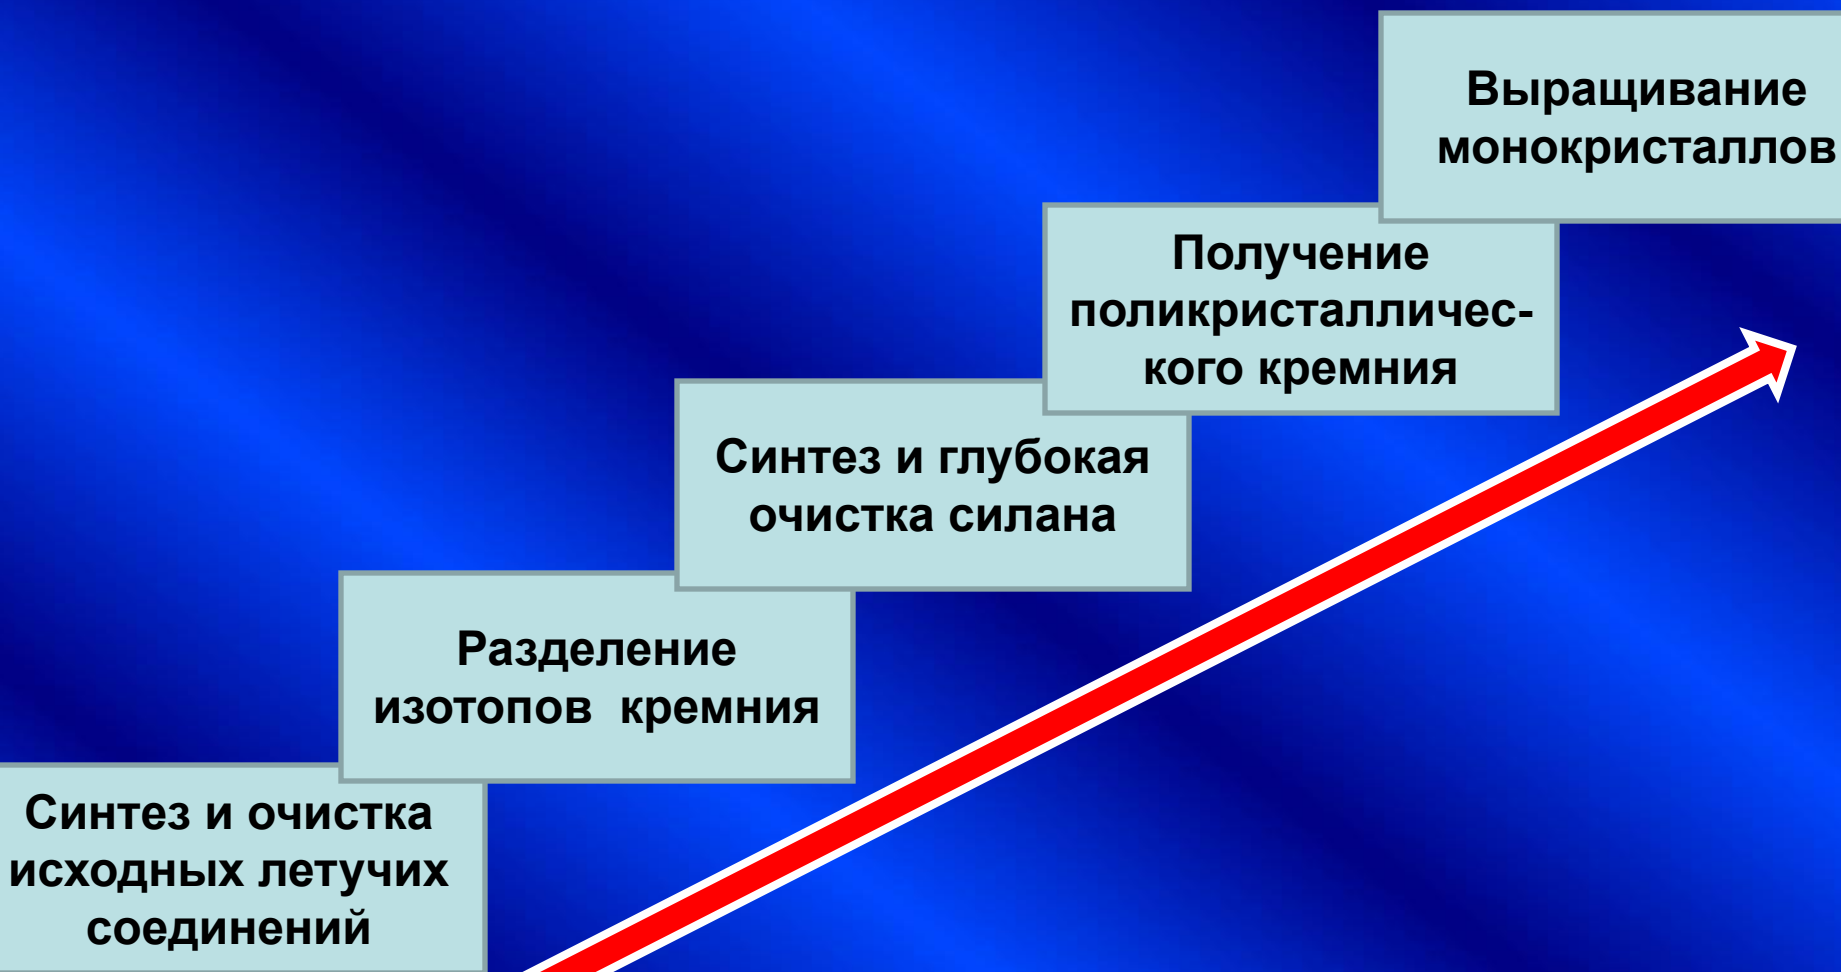 Выращивание
монокристаллов
Получение
поликристалличес-
кого кремния
Синтез и глубокая
очистка силана
Разделение
изотопов кремния
Синтез и очистка
исходных летучих
соединений